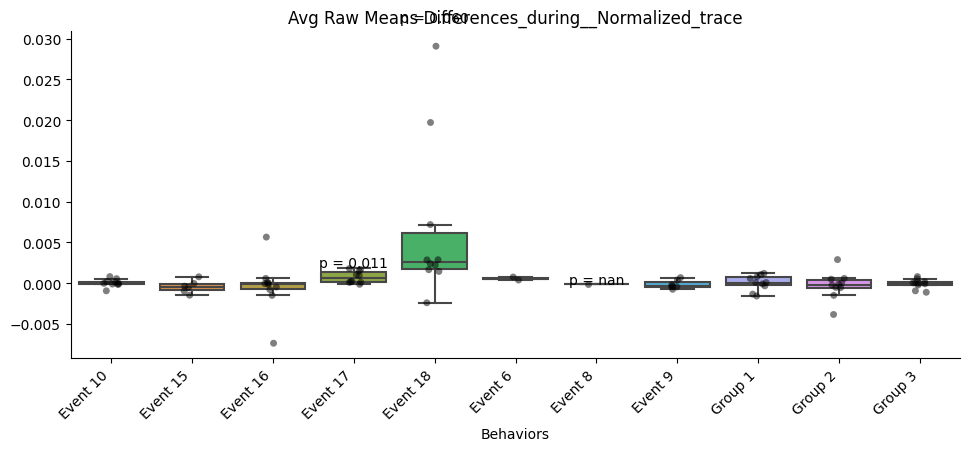 Avg Raw Means Differences_during__Normalized_trace
p = 0.060
0.030
0.025
0.020
0.015
0.010
0.005
0.000
−0.005
p = 0.011
p = nan
Event 10
Event 15
Event 16
Event 17
Event 18
Event 6
Event 8
Event 9
Group 1
Group 2
Group 3
Behaviors